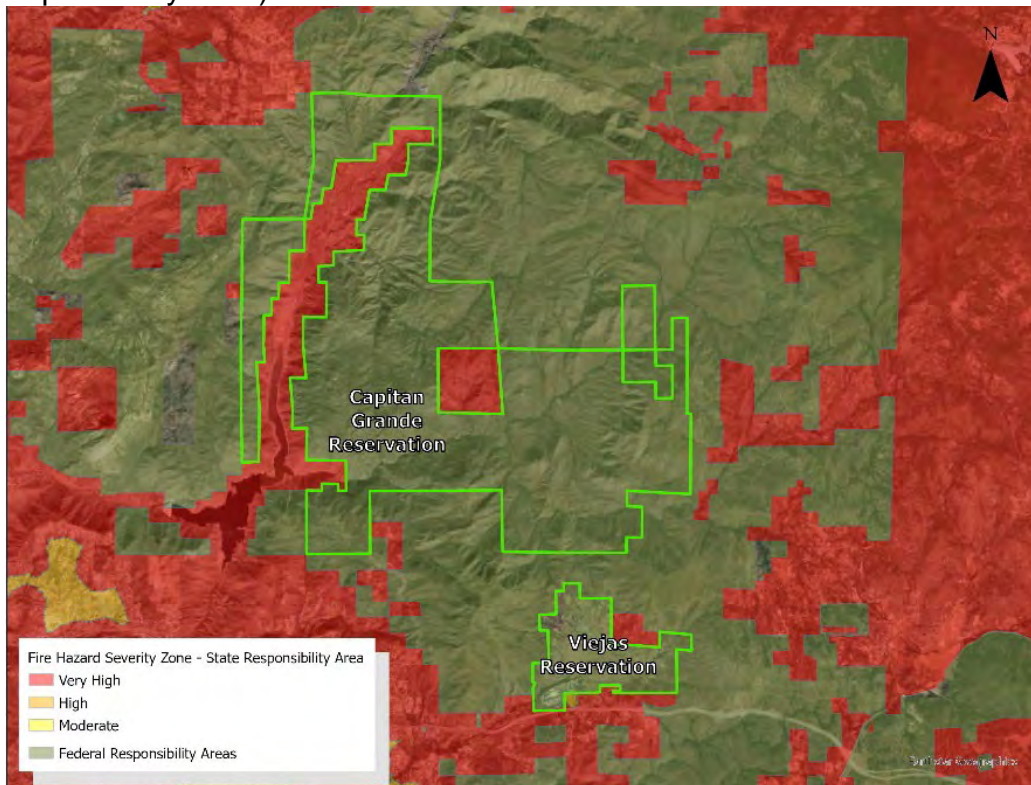 N
Capitan
Grande
Reservation
Viejas
Reservation
Fire Hazard Severity Zone - State Responsibility Area
Very High
High
Moderate
Federal Responsibility Areas